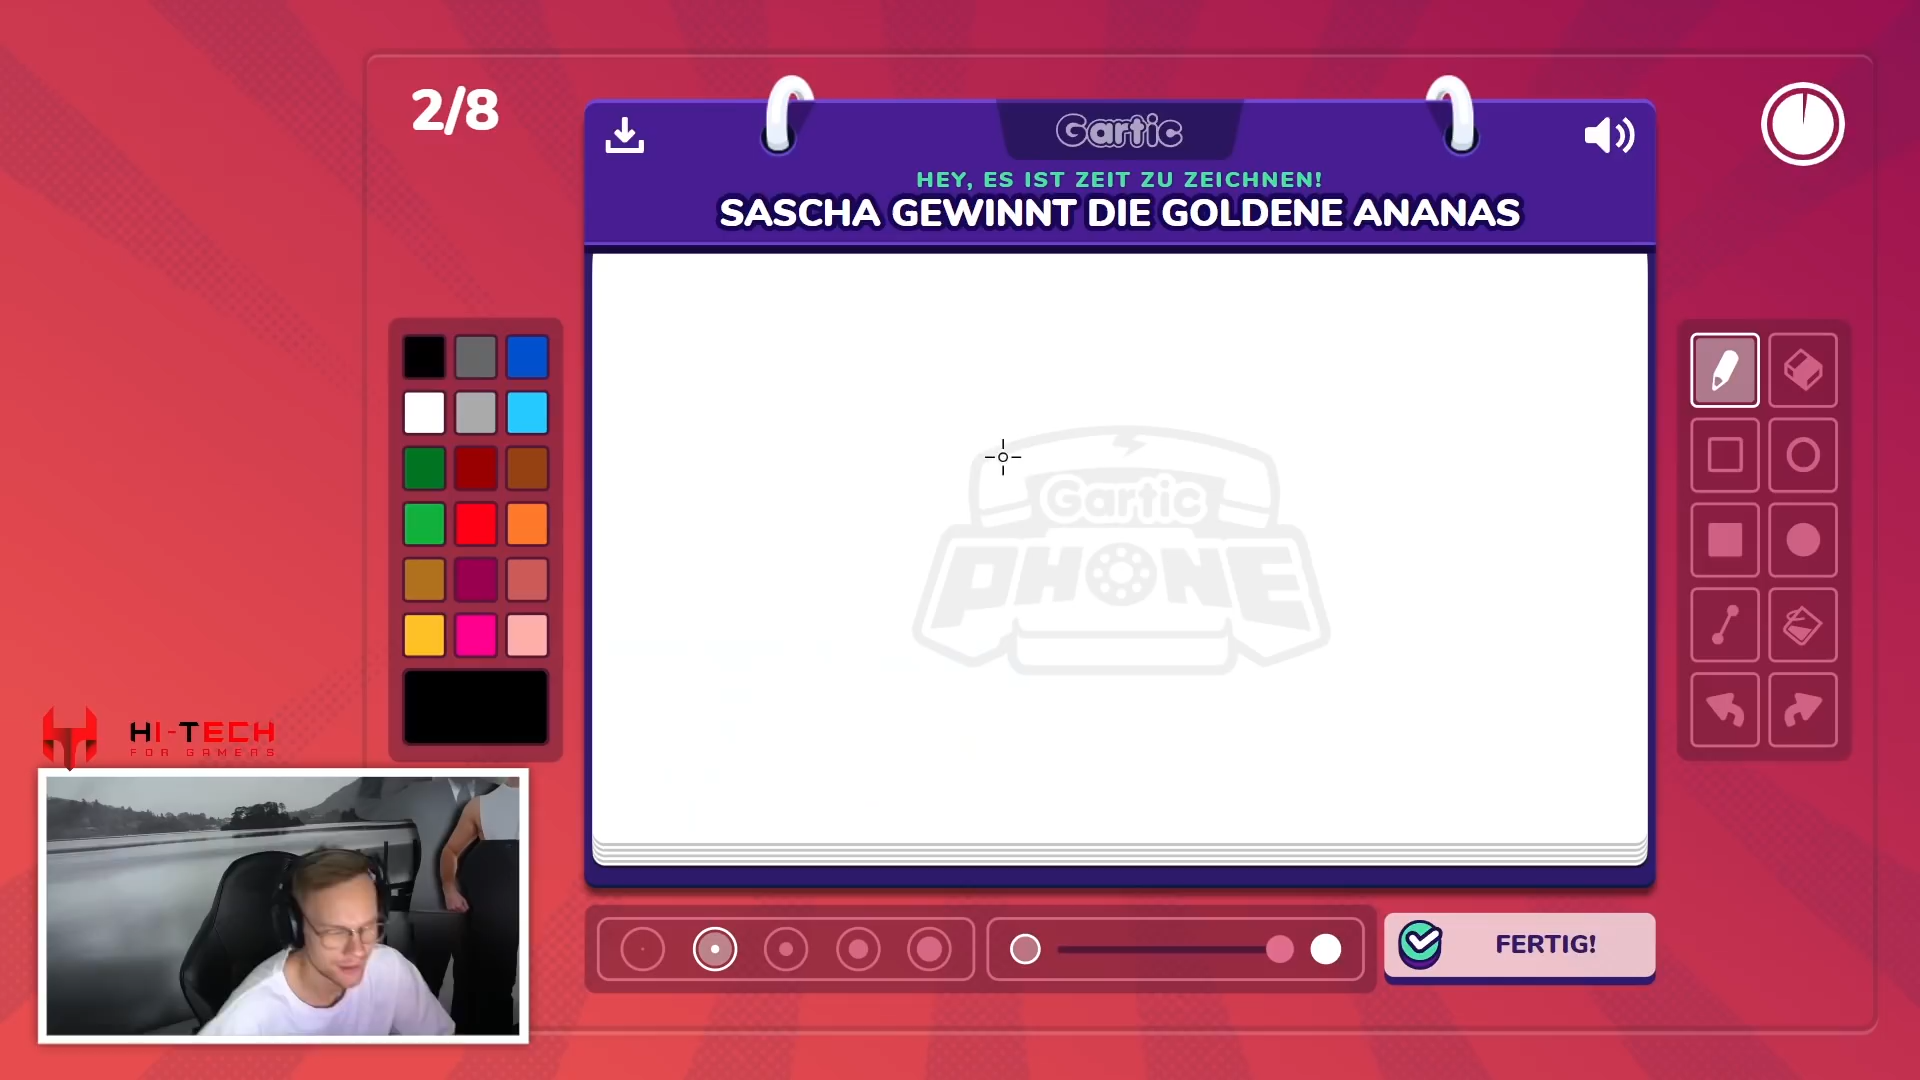 2/8
Gartic
HEY, ES IST ZEIT ZU ZEICHNEN!
SASCHA GEWINNT DIE GOLDENE ANANAS
Gartic
PHONE
HI-TECH
FOR GAMERS
FERTIG!